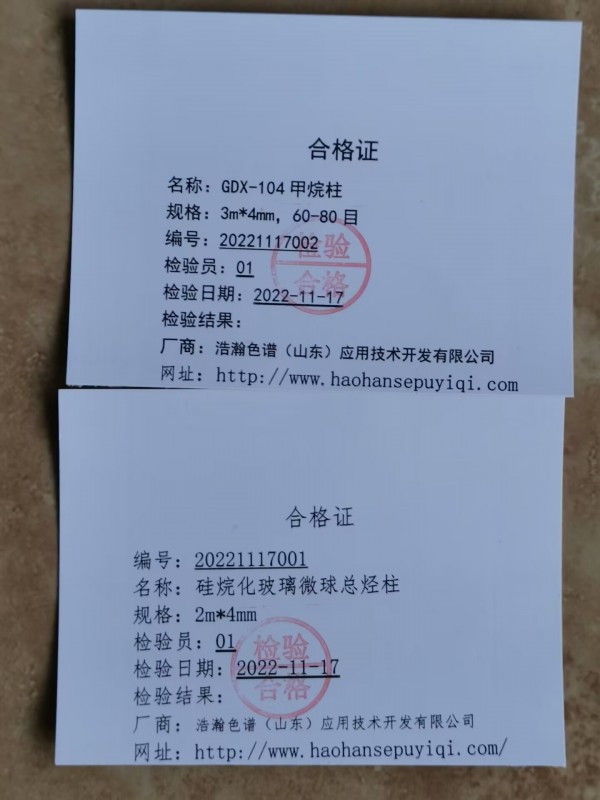 合格证
名称：GDX-104 甲烷柱
规格：3m*4mm，60-80 目
编号：20221117002
检验员：01
检验日期：2022-11-17
检验结果：
检验
合格
厂商：浩瀚色谱（山东）应用技术开发有限公司
网址：http://www.haohansepuyiqi.com
合格证
编号：20221117001
名称：硅烷化玻璃微球总烃柱
规格：2m*4mm
检验员：01
检验日期：2022-11-17
检验结果：
检验
合格
厂商：浩瀚色谱（山东）应用技术开发有限公司
网址：http://www.haohansepuyiqi.com/